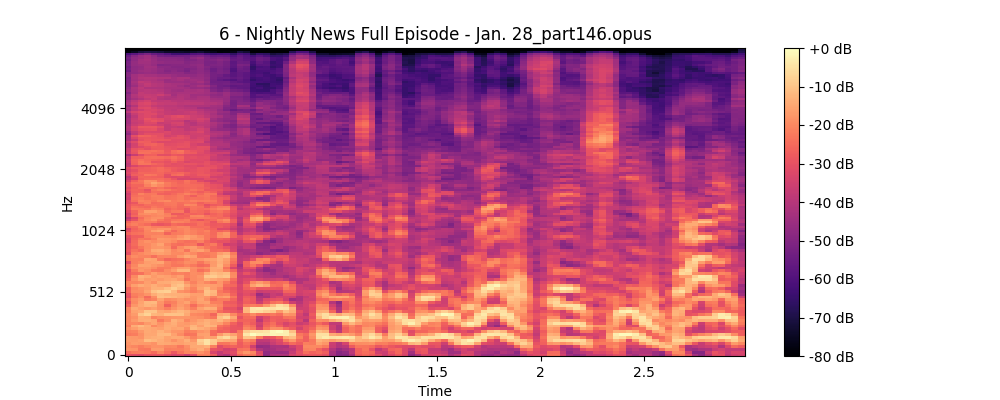 6 - Nightly News Full Episode - Jan. 28_part146.opus
Hz
4096
2048
1024
512
0
0
0.5
1
1.5
2
2.5
Time
+0 dB
-10 dB
-20 dB
-30 dB
-40 dB
-50 dB
-60 dB
-70 dB
-80 dB